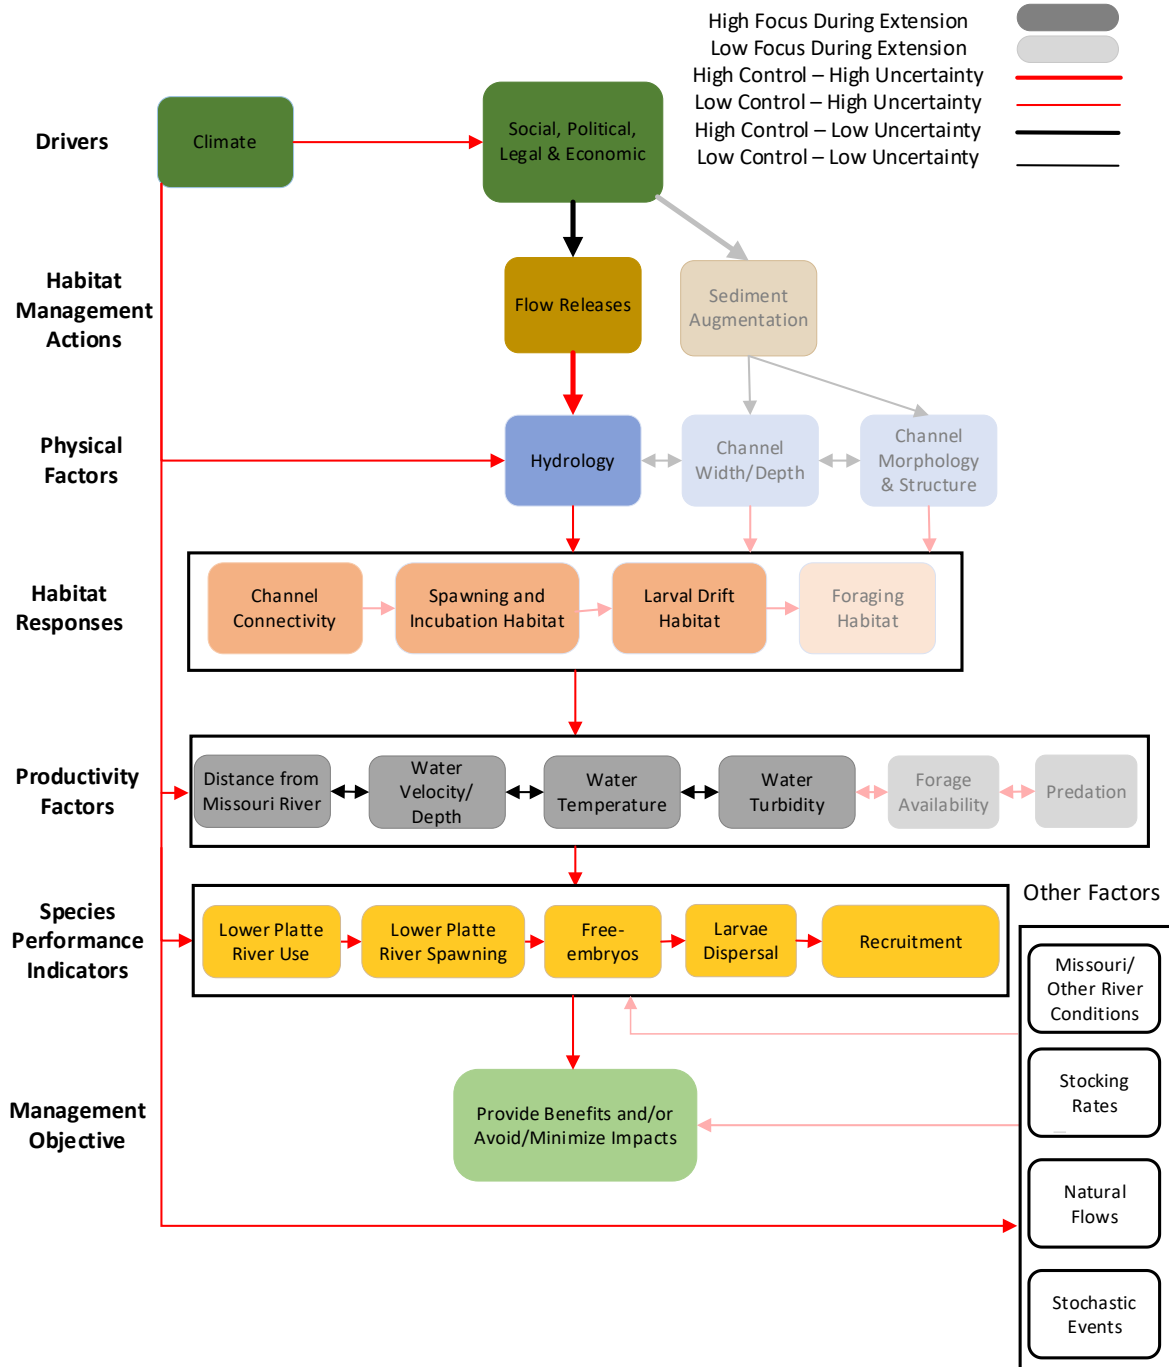 High Focus During Extension
Low Focus During Extension
High Control – High Uncertainty
Low Control – High Uncertainty
High Control – Low Uncertainty
Low Control – Low Uncertainty
Drivers
Climate
Social, Political,
Legal & Economic
Habitat
Management
Actions
Flow Releases
Sediment
Augmentation
Physical
Factors
Hydrology
Channel
Width/Depth
Channel
Morphology
& Structure
Habitat
Responses
Channel
Connectivity
Spawning and
Incubation Habitat
Larval Drift
Habitat
Foraging
Habitat
Productivity
Factors
Distance from
Missouri River
Water
Velocity/
Depth
Water
Temperature
Water
Turbidity
Forage
Availability
Predation
Species
Performance
Indicators
Lower Platte
River Use
Lower Platte
River Spawning
Free-
embryos
Larvae
Dispersal
Recruitment
Other Factors
Missouri/
Other River
Conditions
Stocking
Rates
Natural
Flows
Stochastic
Events
Management
Objective
Provide Benefits and/or
Avoid/Minimize Impacts